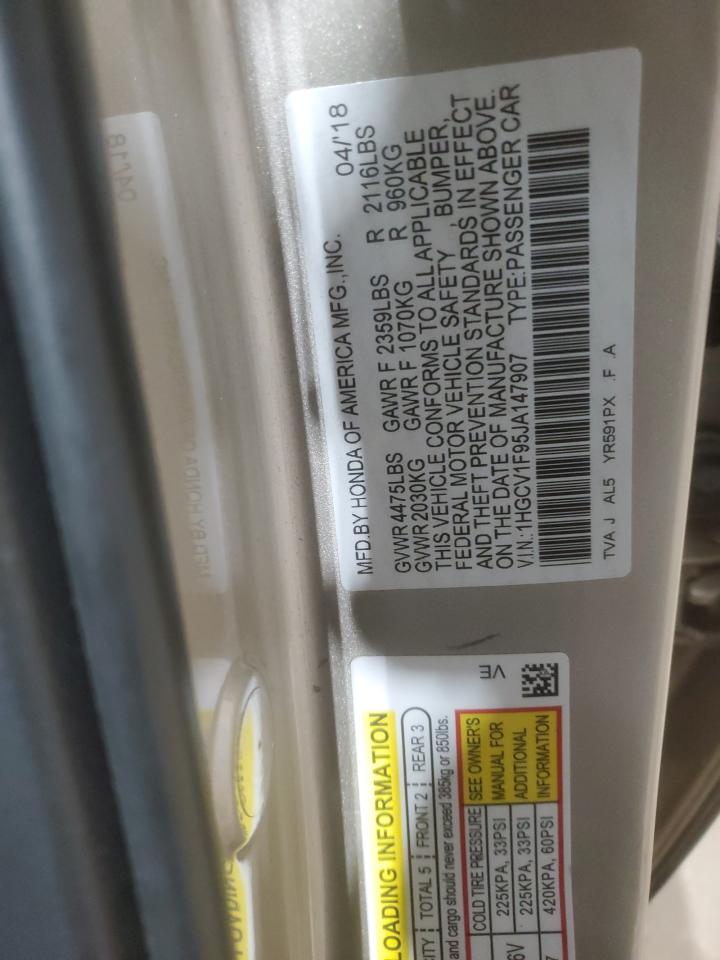 MFD.BY HONDA OF AMERICA MFG.,INC. 04/'18
GVWR 4475LBS GAWR F 2359LBS R 2116LBS
GVWR 2030KG GAWR F 1070KG R 960KG
THIS VEHICLE CONFORMS TO ALL APPLICABLE
FEDERAL MOTOR VEHICLE SAFETY, BUMPER,
AND THEFT PREVENTION STANDARDS, IN EFFECT
ON THE DATE OF MANUFACTURE SHOWN ABOVE.
V.I.N.:1HGCV1F95JA147907 TYPE:PASSENGER CAR
TVA J AL5 YR591PX .F .A
VE
LOADING INFORMATION
TOTAL 5 FRONT 2 REAR 3
and cargo should never exceed 385kg or 850lbs.
COLD TIRE PRESSURE SEE OWNER'S
225KPA, 33PSI MANUAL FOR
225KPA, 33PSI ADDITIONAL
420KPA, 60PSI INFORMATION